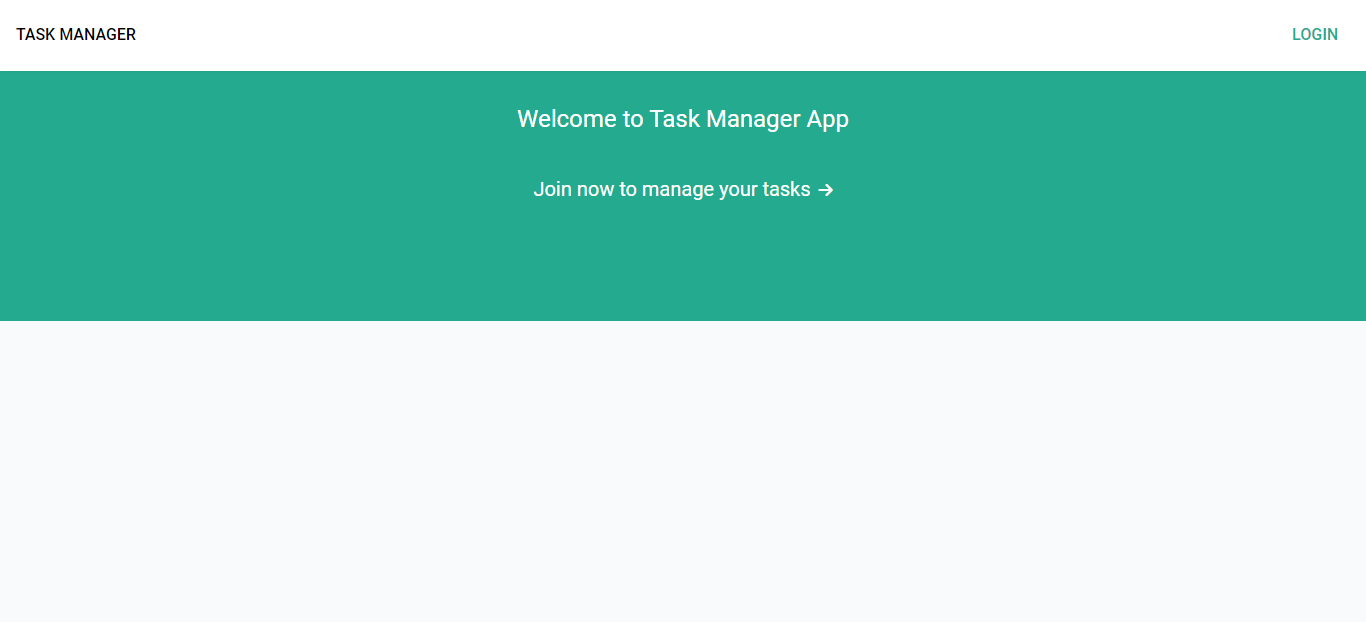 TASK MANAGER
LOGIN
Welcome to Task Manager App
Join now to manage your tasks →